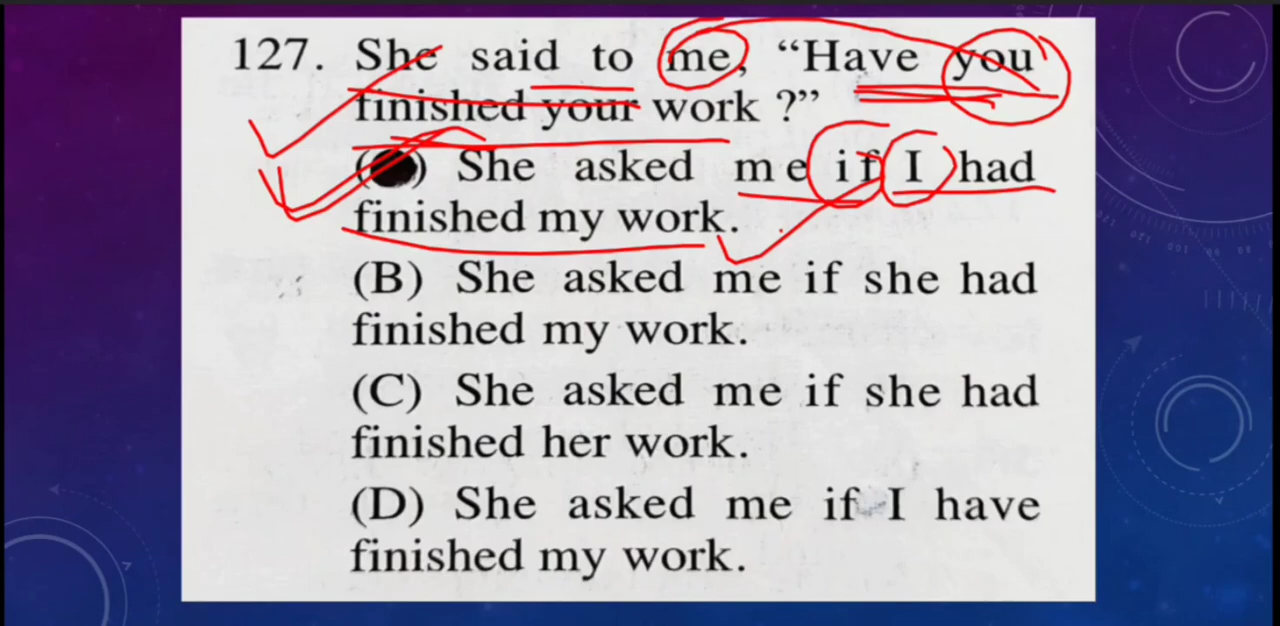 127. She said to me, “Have you
finished your work ?”
( ) She asked me if I had
finished my work.
(B) She asked me if she had
finished my work.
(C) She asked me if she had
finished her work.
(D) She asked me if I have
finished my work.